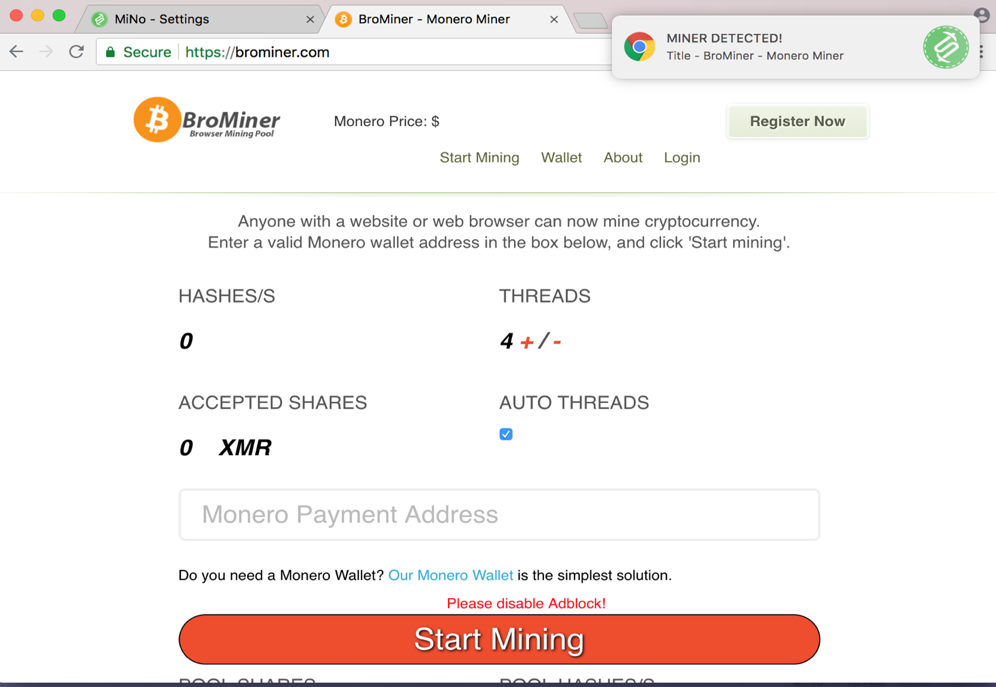 MiNo - Settings
BroMiner - Monero Miner
Secure
https://brominer.com
MINER DETECTED!
Title - BroMiner - Monero Miner
BroMiner
Browser Mining Pool
Monero Price: $
Register Now
Start Mining Wallet About Login
Anyone with a website or web browser can now mine cryptocurrency.
Enter a valid Monero wallet address in the box below, and click 'Start mining'.
HASHES/S
THREADS
0
4 + / -
ACCEPTED SHARES
AUTO THREADS
0 XMR
Monero Payment Address
Do you need a Monero Wallet? Our Monero Wallet is the simplest solution.
Please disable Adblock!
Start Mining
POOL SHARES
POOL HASHES/S